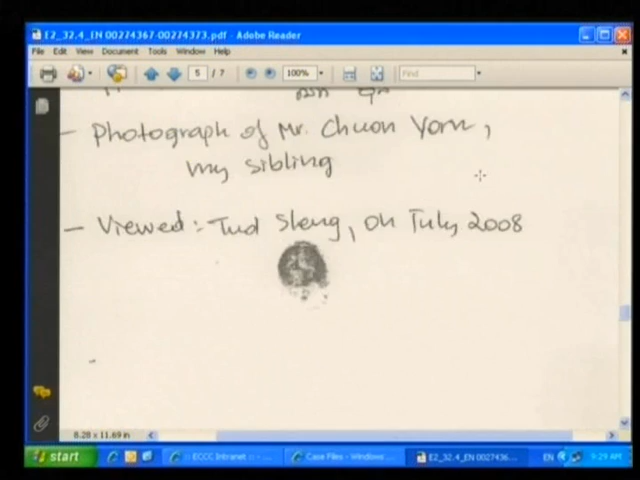 E2_32.4_EN 00274367-00274373.pdf - Adobe Reader
File Edit View Document Tools Window Help
5 / 7 100% Find
- Photograph of Mr. Chuon Yorn,
my sibling
- Viewed: Tuol Sleng, on July 2008
8.28 x 11.69 in
start ECCC Intranet - ... Case Files - Windows ... E2_32.4_EN 0027436... EN 9:29 AM